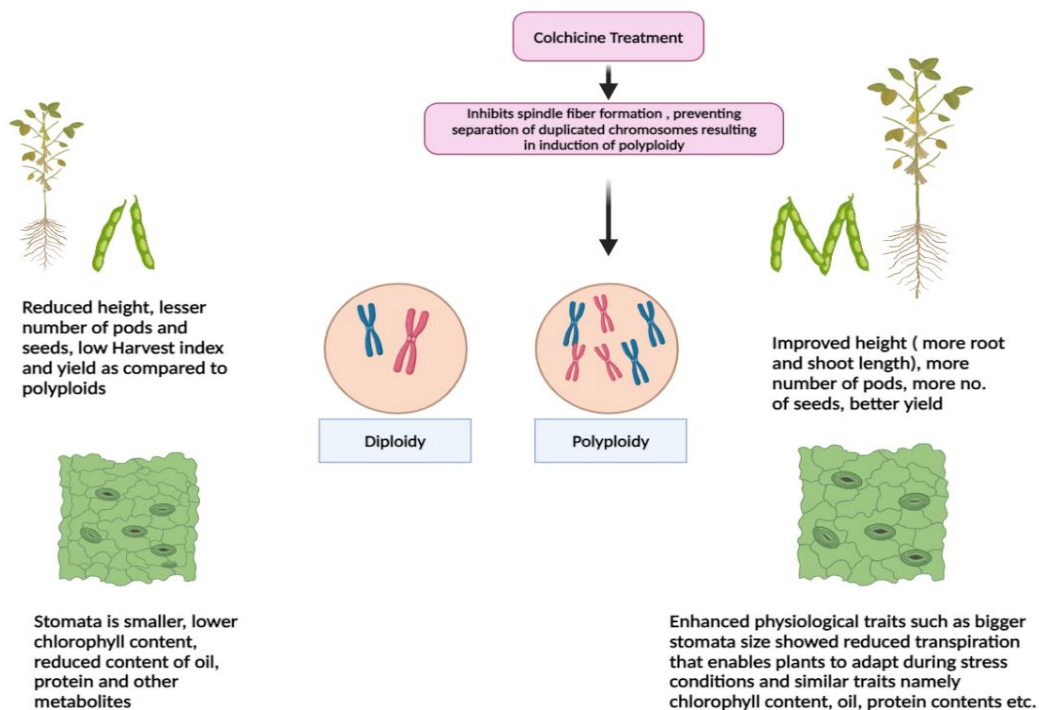 Colchicine Treatment
Inhibits spindle fiber formation , preventing
separation of duplicated chromosomes resulting
in induction of polyploidy
Reduced height, lesser
number of pods and
seeds, low Harvest index
and yield as compared to
polyploids
Improved height ( more root
and shoot length), more
number of pods, more no.
of seeds, better yield
Diploidy
Polyploidy
Stomata is smaller, lower
chlorophyll content,
reduced content of oil,
protein and other
metabolites
Enhanced physiological traits such as bigger
stomata size showed reduced transpiration
that enables plants to adapt during stress
conditions and similar traits namely
chlorophyll content, oil, protein contents etc.